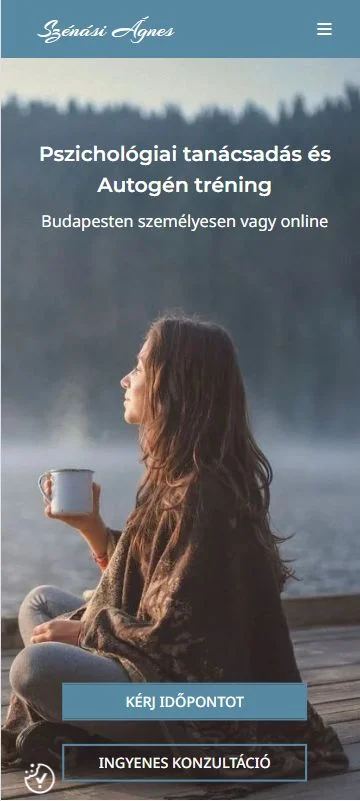 Szénási Ágnes
Pszichológiai tanácsadás és
Autogén tréning
Budapesten személyesen vagy online
KÉRJ IDŐPONTOT
INGYENES KONZULTÁCIÓ